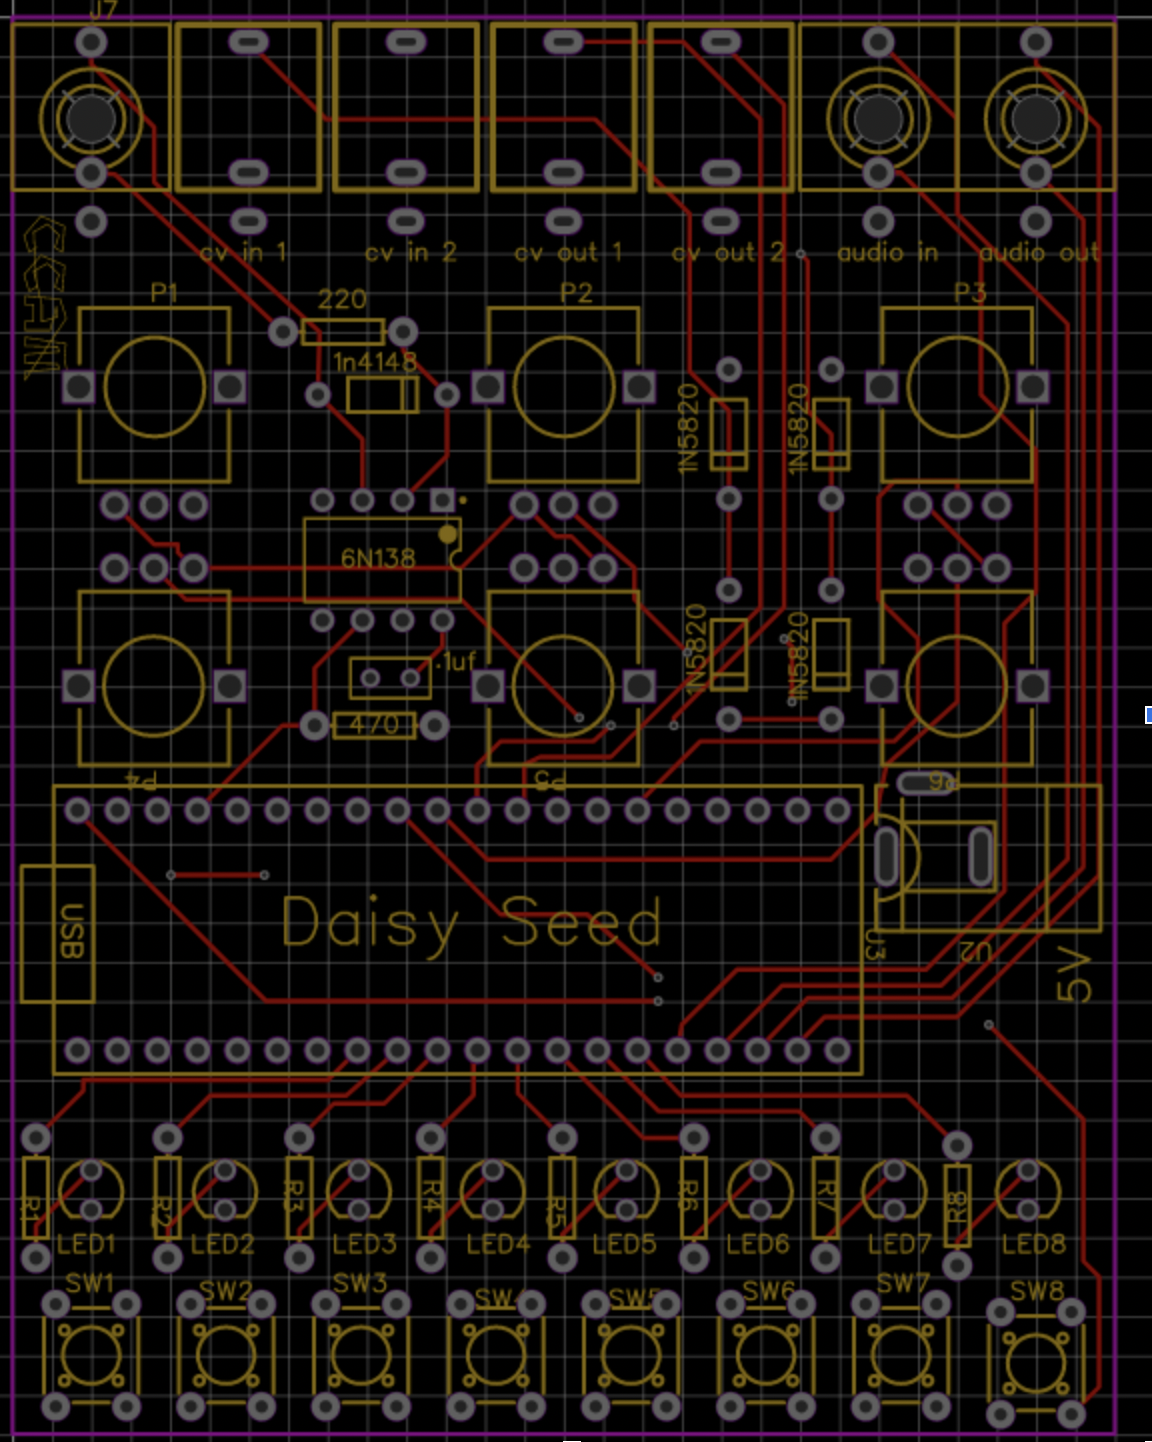 J7
cv in 1 cv in 2 cv out 1 cv out 2 audio in audio out
P1 220 P2 P3
1n4148
1N5820 1N5820
6N138
1N5820 1N5820
.1uf
470
P4 P5 P6
USB Daisy Seed
J3 U2 5V
R1 R2 R3 R4 R5 R6 R7 R8
LED1 LED2 LED3 LED4 LED5 LED6 LED7 LED8
SW1 SW2 SW3 SW4 SW5 SW6 SW7 SW8